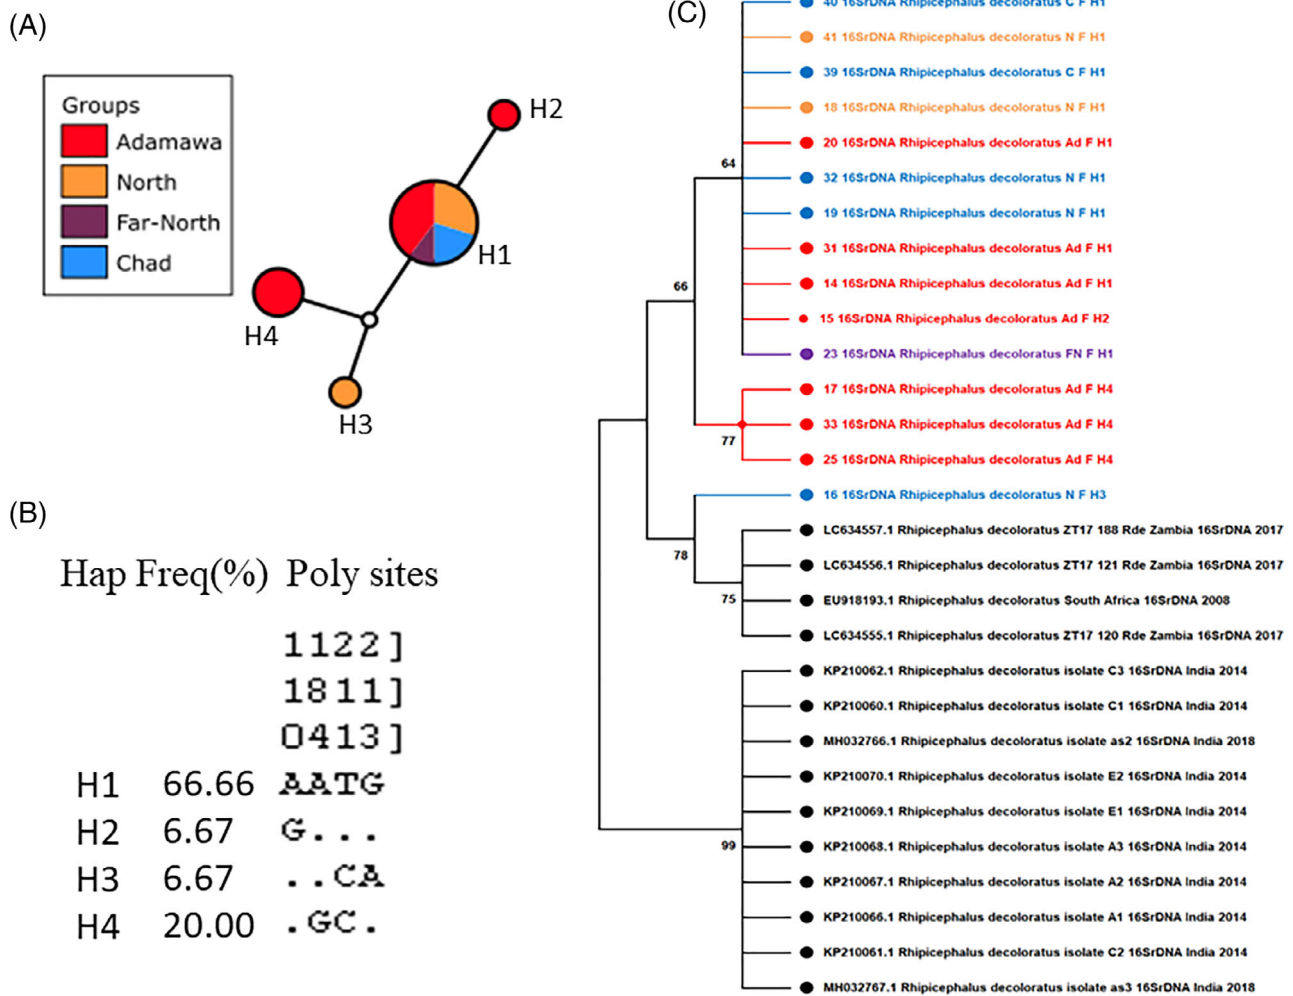 (A)
Groups
Adamawa
North
Far-North
Chad
H2
H1
H4
H3
(B)
Hap Freq(%) Poly sites
1122]
1811]
0413]
H1 66.66 AATG
H2 6.67 G...
H3 6.67 ..CA
H4 20.00 .GC.
(C)
40 16SrDNA Rhipicephalus decoloratus C F H1
41 16SrDNA Rhipicephalus decoloratus N F H1
39 16SrDNA Rhipicephalus decoloratus C F H1
18 16SrDNA Rhipicephalus decoloratus N F H1
20 16SrDNA Rhipicephalus decoloratus Ad F H1
64
32 16SrDNA Rhipicephalus decoloratus N F H1
19 16SrDNA Rhipicephalus decoloratus N F H1
31 16SrDNA Rhipicephalus decoloratus Ad F H1
66
14 16SrDNA Rhipicephalus decoloratus Ad F H1
15 16SrDNA Rhipicephalus decoloratus Ad F H2
23 16SrDNA Rhipicephalus decoloratus FN F H1
17 16SrDNA Rhipicephalus decoloratus Ad F H4
33 16SrDNA Rhipicephalus decoloratus Ad F H4
77
25 16SrDNA Rhipicephalus decoloratus Ad F H4
16 16SrDNA Rhipicephalus decoloratus N F H3
LC634557.1 Rhipicephalus decoloratus ZT17 188 Rde Zambia 16SrDNA 2017
78
LC634556.1 Rhipicephalus decoloratus ZT17 121 Rde Zambia 16SrDNA 2017
75
EU918193.1 Rhipicephalus decoloratus South Africa 16SrDNA 2008
LC634555.1 Rhipicephalus decoloratus ZT17 120 Rde Zambia 16SrDNA 2017
KP210062.1 Rhipicephalus decoloratus isolate C3 16SrDNA India 2014
KP210060.1 Rhipicephalus decoloratus isolate C1 16SrDNA India 2014
MH032766.1 Rhipicephalus decoloratus isolate as2 16SrDNA India 2018
KP210070.1 Rhipicephalus decoloratus isolate E2 16SrDNA India 2014
KP210069.1 Rhipicephalus decoloratus isolate E1 16SrDNA India 2014
99
KP210068.1 Rhipicephalus decoloratus isolate A3 16SrDNA India 2014
KP210067.1 Rhipicephalus decoloratus isolate A2 16SrDNA India 2014
KP210066.1 Rhipicephalus decoloratus isolate A1 16SrDNA India 2014
KP210061.1 Rhipicephalus decoloratus isolate C2 16SrDNA India 2014
MH032767.1 Rhipicephalus decoloratus isolate as3 16SrDNA India 2018